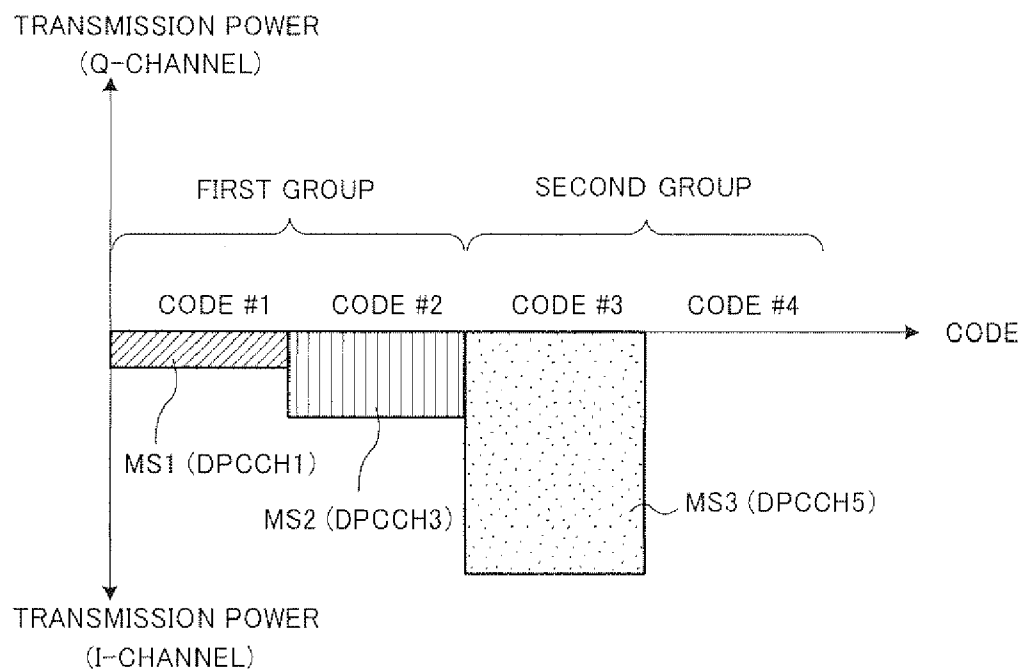 TRANSMISSION POWER
(Q-CHANNEL)
FIRST GROUP
SECOND GROUP
CODE #1
CODE #2
CODE #3
CODE #4
CODE
MS1 (DPCCH1)
MS2 (DPCCH3)
MS3 (DPCCH5)
TRANSMISSION POWER
(I-CHANNEL)